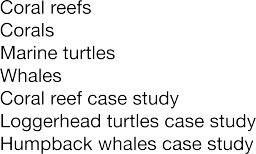 Coral reefs
Corals
Marine turtles
Whales
Coral reef case study
Loggerhead turtles case study
Humpback whales case study